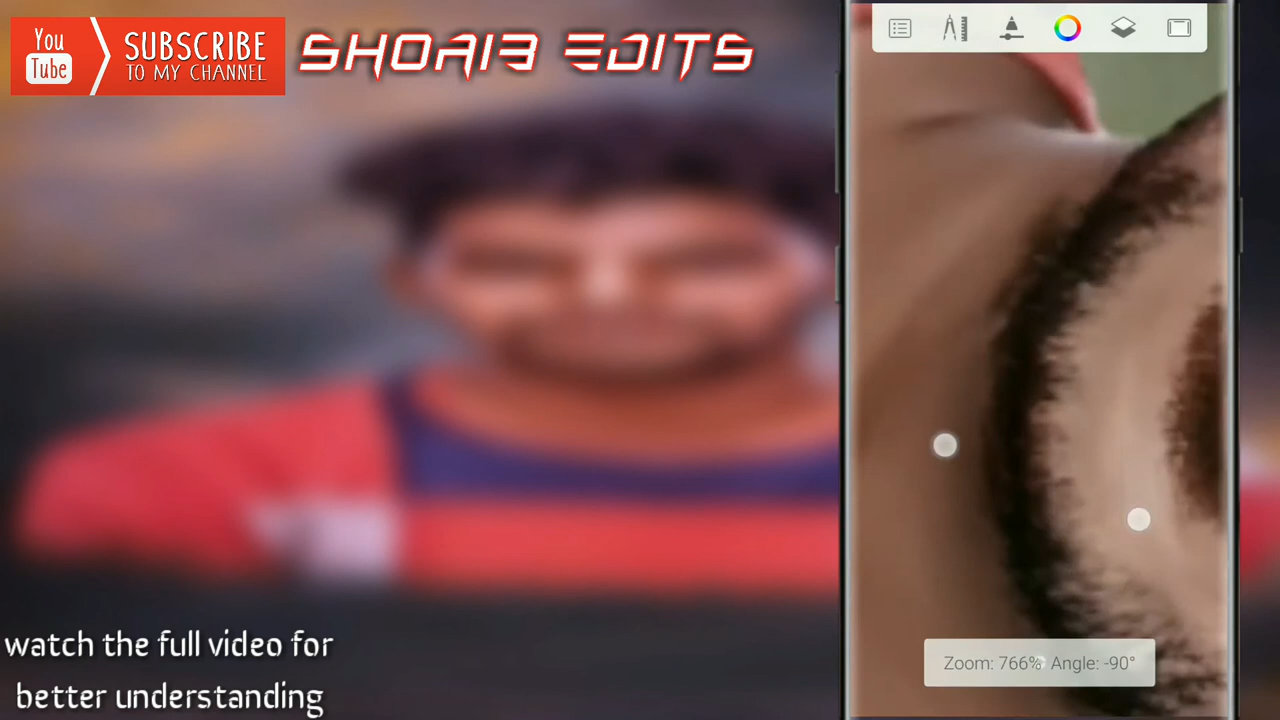 You
Tube
SUBSCRIBE
TO MY CHANNEL
SHOAIB EDITS
Zoom: 766% Angle: -90°
watch the full video for
better understanding